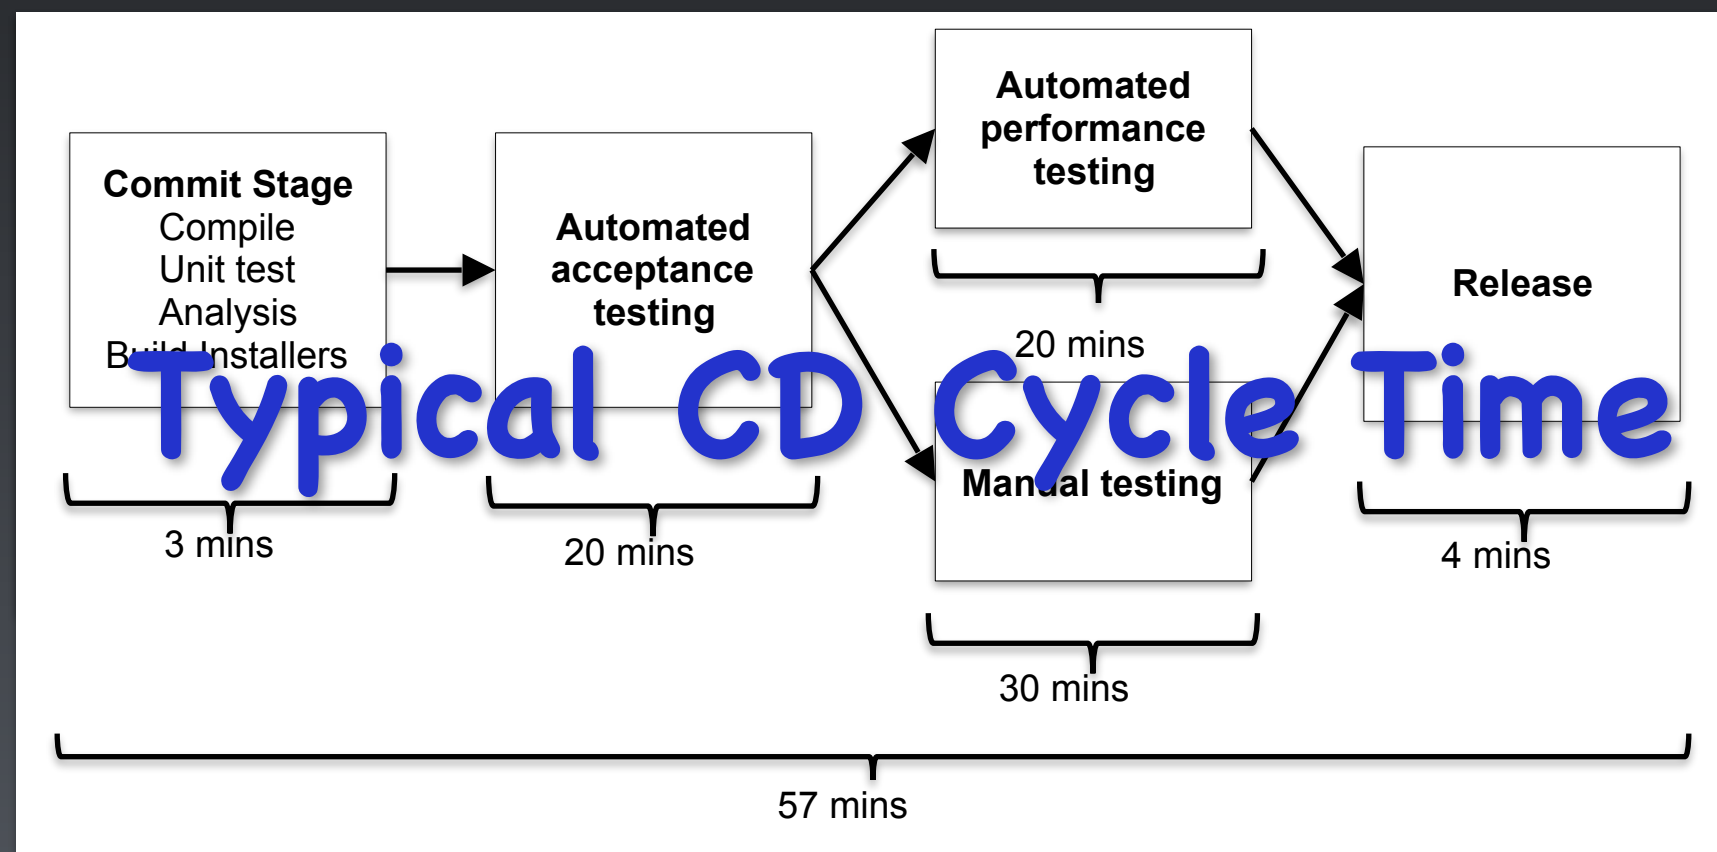 Commit Stage
Compile
Unit test
Analysis
Build Installers
3 mins
Automated
acceptance
testing
20 mins
Automated
performance
testing
20 mins
Manual testing
30 mins
Release
4 mins
Typical CD Cycle Time
57 mins